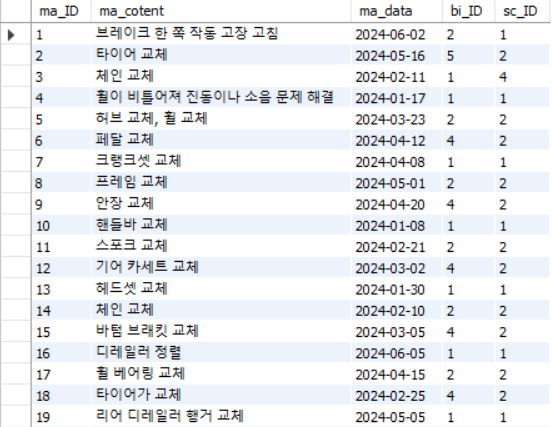 ma_ID ma_cotent ma_data bi_ID sc_ID
1 브레이크 한 쪽 작동 고장 고침 2024-06-02 2 1
2 타이어 교체 2024-05-16 5 2
3 체인 교체 2024-02-11 1 4
4 휠이 비틀어져 진동이나 소음 문제 해결 2024-01-17 1 1
5 허브 교체, 휠 교체 2024-03-23 2 2
6 페달 교체 2024-04-12 4 2
7 크랭크셋 교체 2024-04-08 1 1
8 프레임 교체 2024-05-01 2 2
9 안장 교체 2024-04-20 4 2
10 핸들바 교체 2024-01-08 1 1
11 스포크 교체 2024-02-21 2 2
12 기어 카세트 교체 2024-03-02 4 2
13 헤드셋 교체 2024-01-30 1 1
14 체인 교체 2024-02-10 2 2
15 바텀 브래킷 교체 2024-03-05 4 2
16 디레일러 정렬 2024-06-05 1 1
17 휠 베어링 교체 2024-04-15 2 2
18 타이어가 교체 2024-02-25 4 2
19 리어 디레일러 행거 교체 2024-05-05 1 1